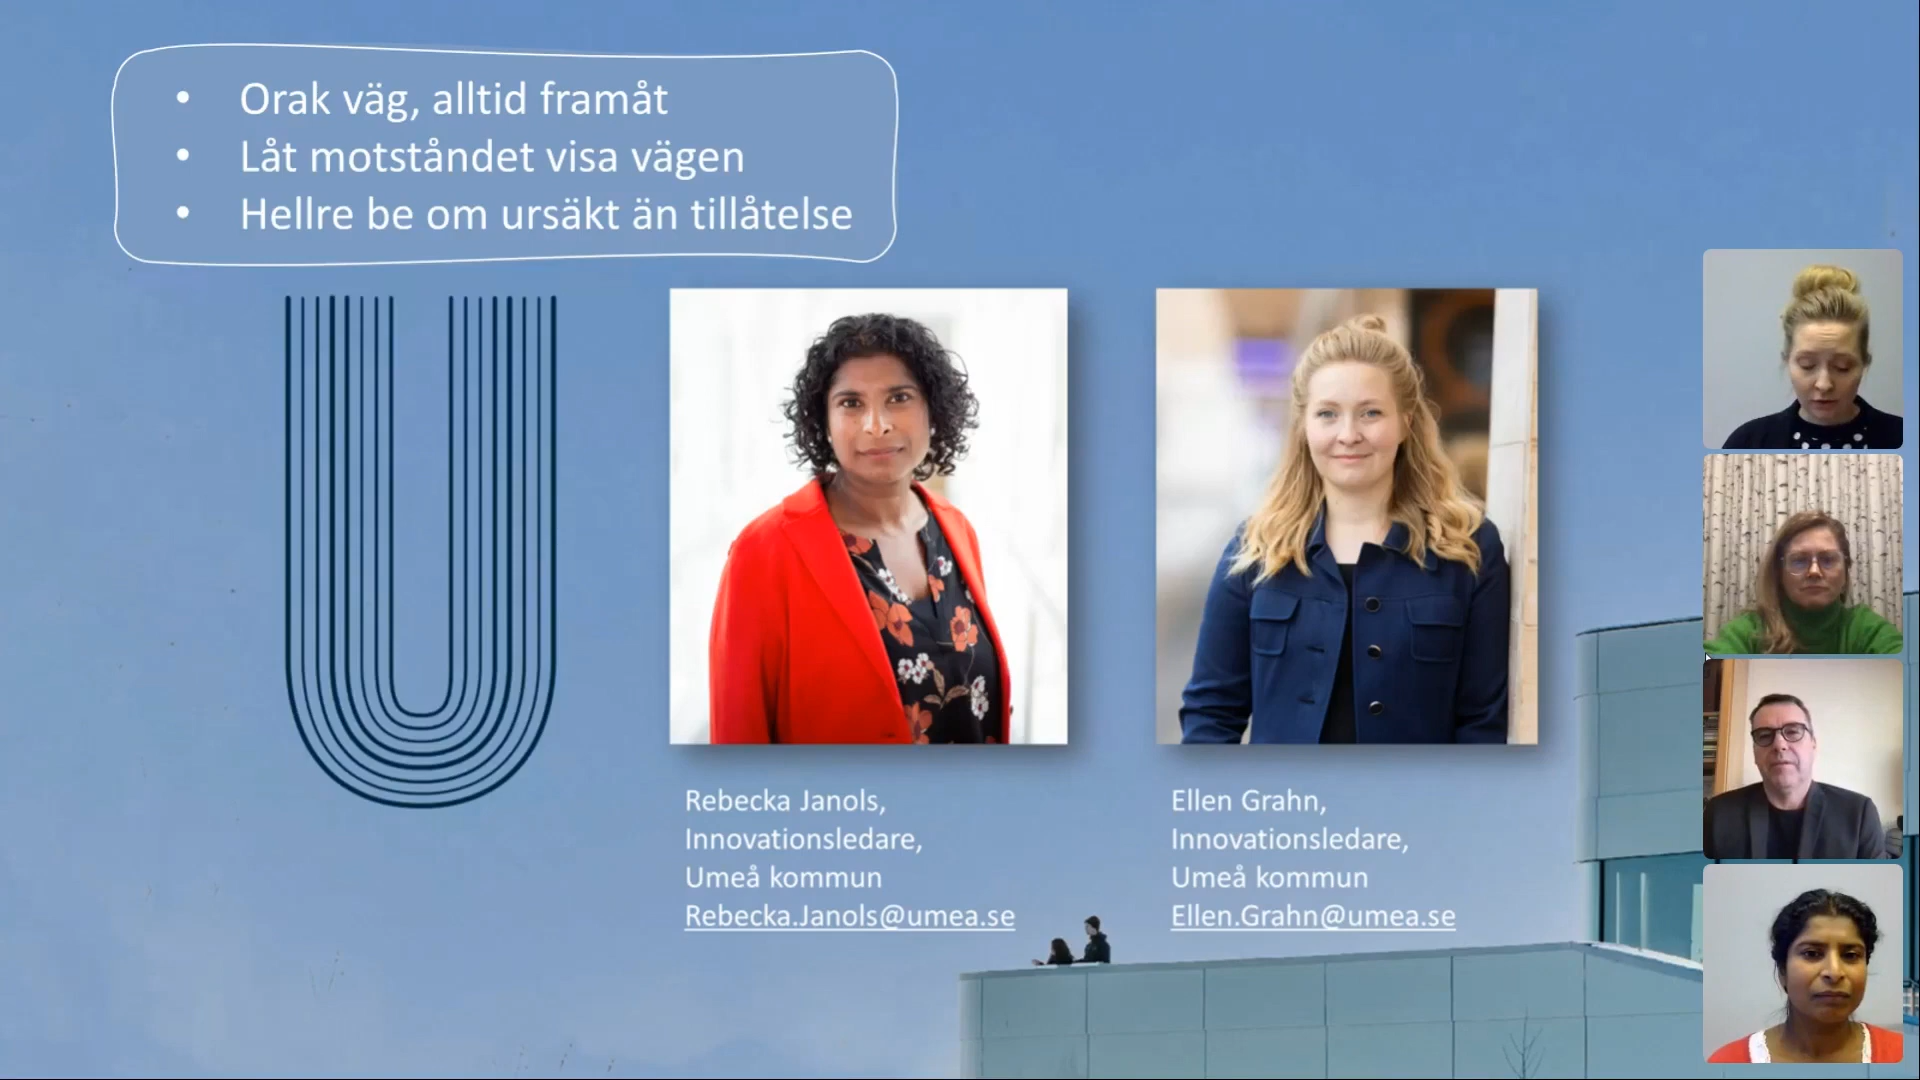 • Orak väg, alltid framåt
• Låt motståndet visa vägen
• Hellre be om ursäkt än tillåtelse
Rebecka Janols,
Innovationsledare,
Umeå kommun
Rebecka.Janols@umea.se
Ellen Grahn,
Innovationsledare,
Umeå kommun
Ellen.Grahn@umea.se